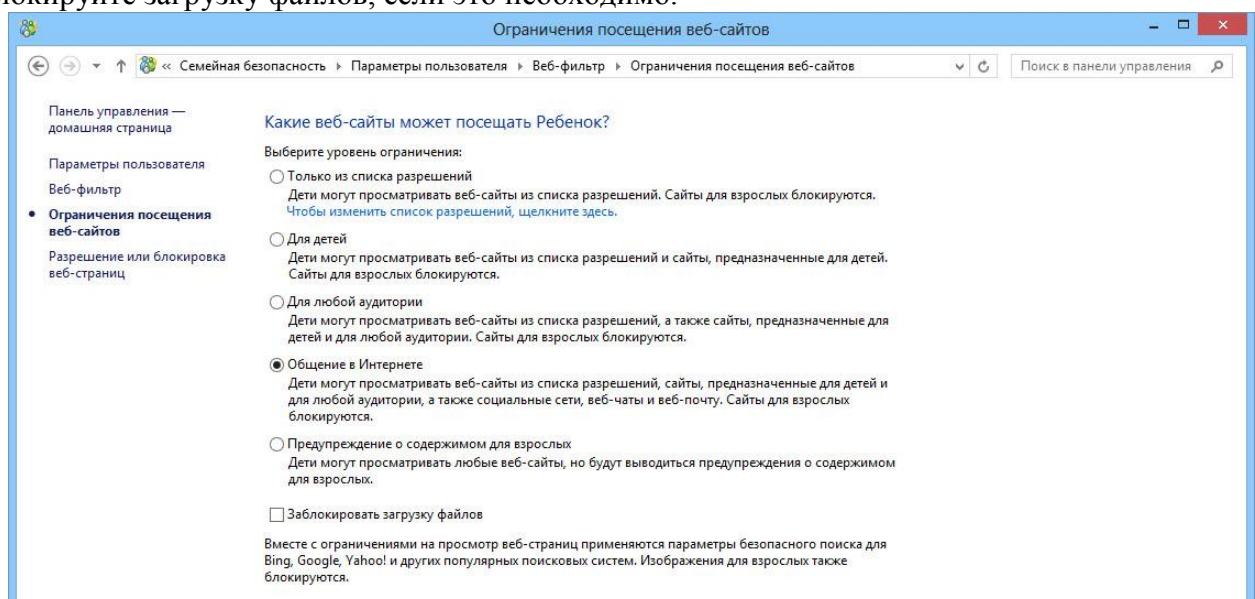 локируйте загрузку файлов, если это необходимо.
Ограничения посещения веб-сайтов
« Семейная безопасность ▸ Параметры пользователя ▸ Веб-фильтр ▸ Ограничения посещения веб-сайтов
Поиск в панели управления
Панель управления —
домашняя страница
Параметры пользователя
Веб-фильтр
• Ограничения посещения
веб-сайтов
Разрешение или блокировка
веб-страниц
Какие веб-сайты может посещать Ребенок?
Выберите уровень ограничения:
Только из списка разрешений
Дети могут просматривать веб-сайты из списка разрешений. Сайты для взрослых блокируются.
Чтобы изменить список разрешений, щелкните здесь.
Для детей
Дети могут просматривать веб-сайты из списка разрешений и сайты, предназначенные для детей.
Сайты для взрослых блокируются.
Для любой аудитории
Дети могут просматривать веб-сайты из списка разрешений, а также сайты, предназначенные для
детей и для любой аудитории. Сайты для взрослых блокируются.
Общение в Интернете
Дети могут просматривать веб-сайты из списка разрешений, сайты, предназначенные для детей и
для любой аудитории, а также социальные сети, веб-чаты и веб-почту. Сайты для взрослых
блокируются.
Предупреждение о содержимом для взрослых
Дети могут просматривать любые веб-сайты, но будут выводиться предупреждения о содержимом
для взрослых.
Заблокировать загрузку файлов
Вместе с ограничениями на просмотр веб-страниц применяются параметры безопасного поиска для
Bing, Google, Yahoo! и других популярных поисковых систем. Изображения для взрослых также
блокируются.